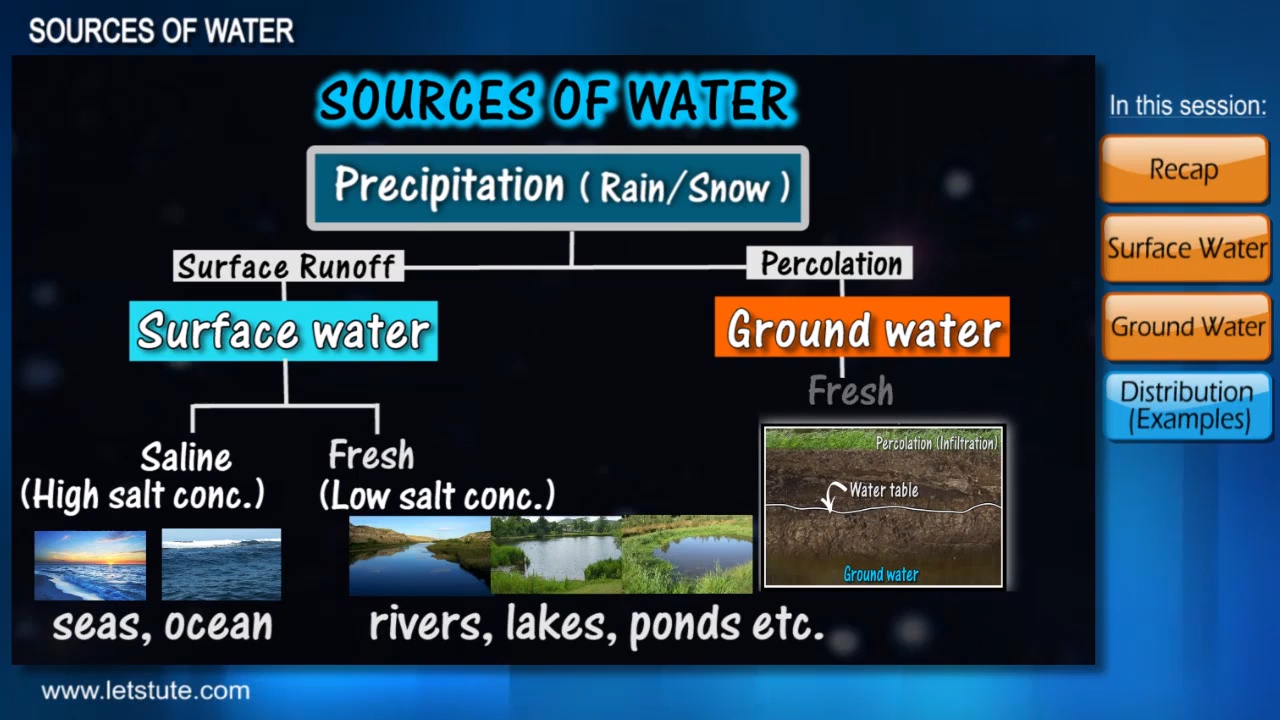 SOURCES OF WATER
SOURCES OF WATER
Precipitation ( Rain/Snow )
Surface Runoff
Percolation
Surface water
Ground water
Fresh
Saline
(High salt conc.)
Fresh
(Low salt conc.)
Percolation (Infiltration)
Water table
Ground water
seas, ocean
rivers, lakes, ponds etc.
In this session:
Recap
Surface Water
Ground Water
Distribution
(Examples)
www.letstute.com